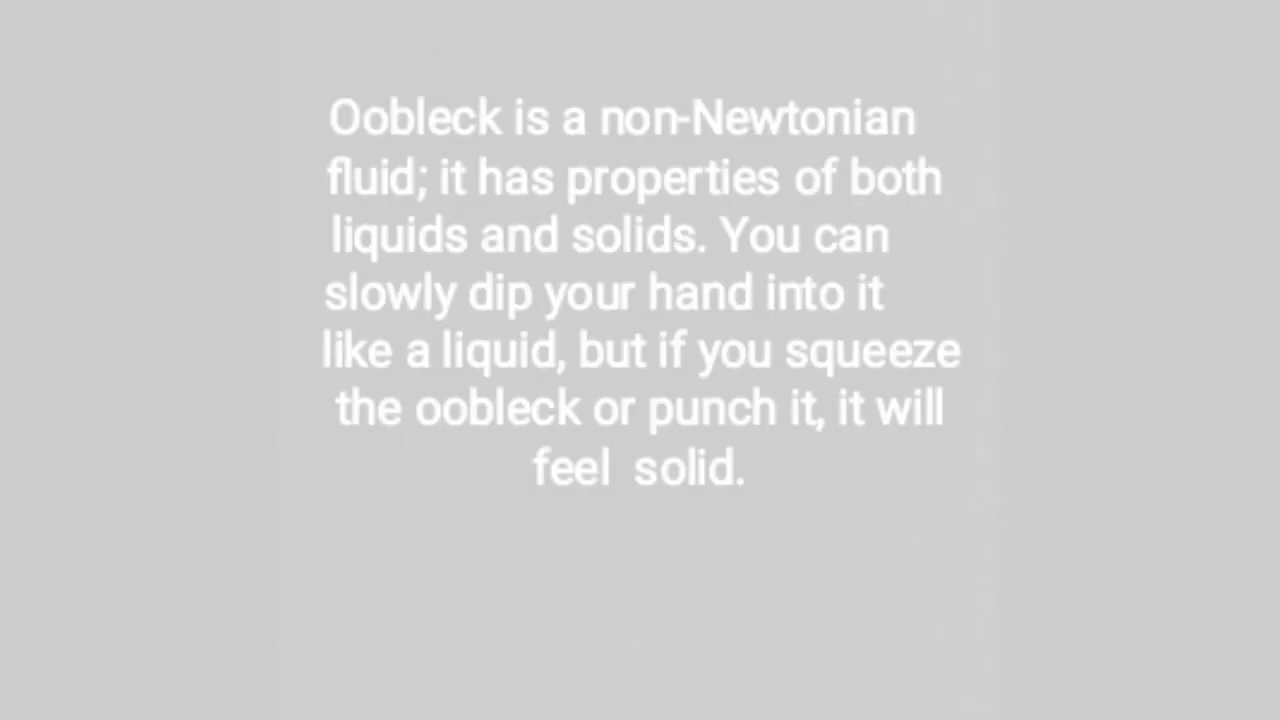 Oobleck is a non-Newtonian
fluid; it has properties of both
liquids and solids. You can
slowly dip your hand into it
like a liquid, but if you squeeze
the oobleck or punch it, it will
feel  solid.